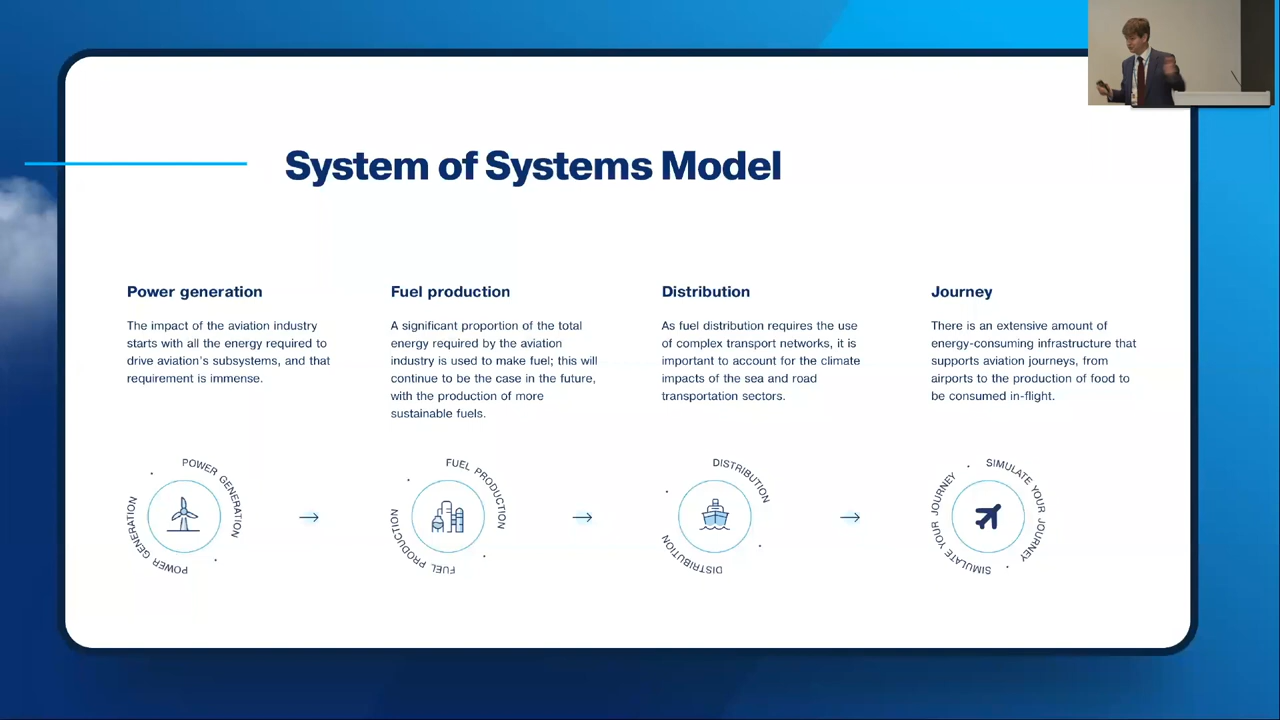 System of Systems Model
Power generation
The impact of the aviation industry
starts with all the energy required to
drive aviation's subsystems, and that
requirement is immense.
Fuel production
A significant proportion of the total
energy required by the aviation
industry is used to make fuel; this will
continue to be the case in the future,
with the production of more
sustainable fuels.
Distribution
As fuel distribution requires the use
of complex transport networks, it is
important to account for the climate
impacts of the sea and road
transportation sectors.
Journey
There is an extensive amount of
energy-consuming infrastructure that
supports aviation journeys, from
airports to the production of food to
be consumed in-flight.
POWER GENERATION
POWER GENERATION
FUEL PRODUCTION
FUEL PRODUCTION
DISTRIBUTION
DISTRIBUTION
SIMULATE YOUR JOURNEY
SIMULATE YOUR JOURNEY